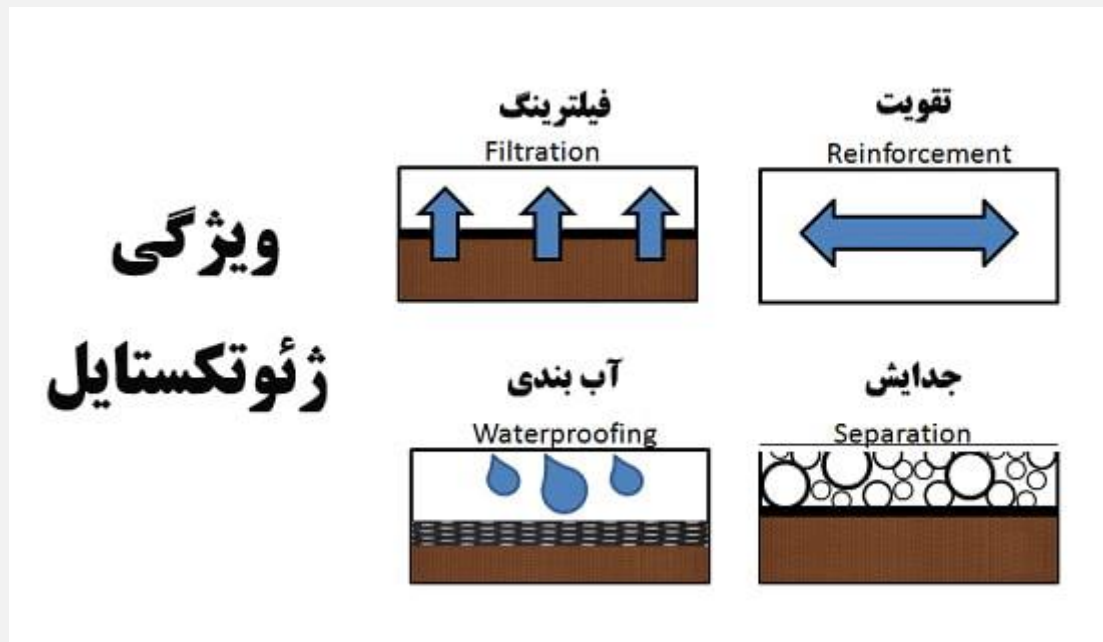 ویژگی
ژئوتکستایل
تقویت
Reinforcement
فیلترینگ
Filtration
جدایش
Separation
آب بندی
Waterproofing